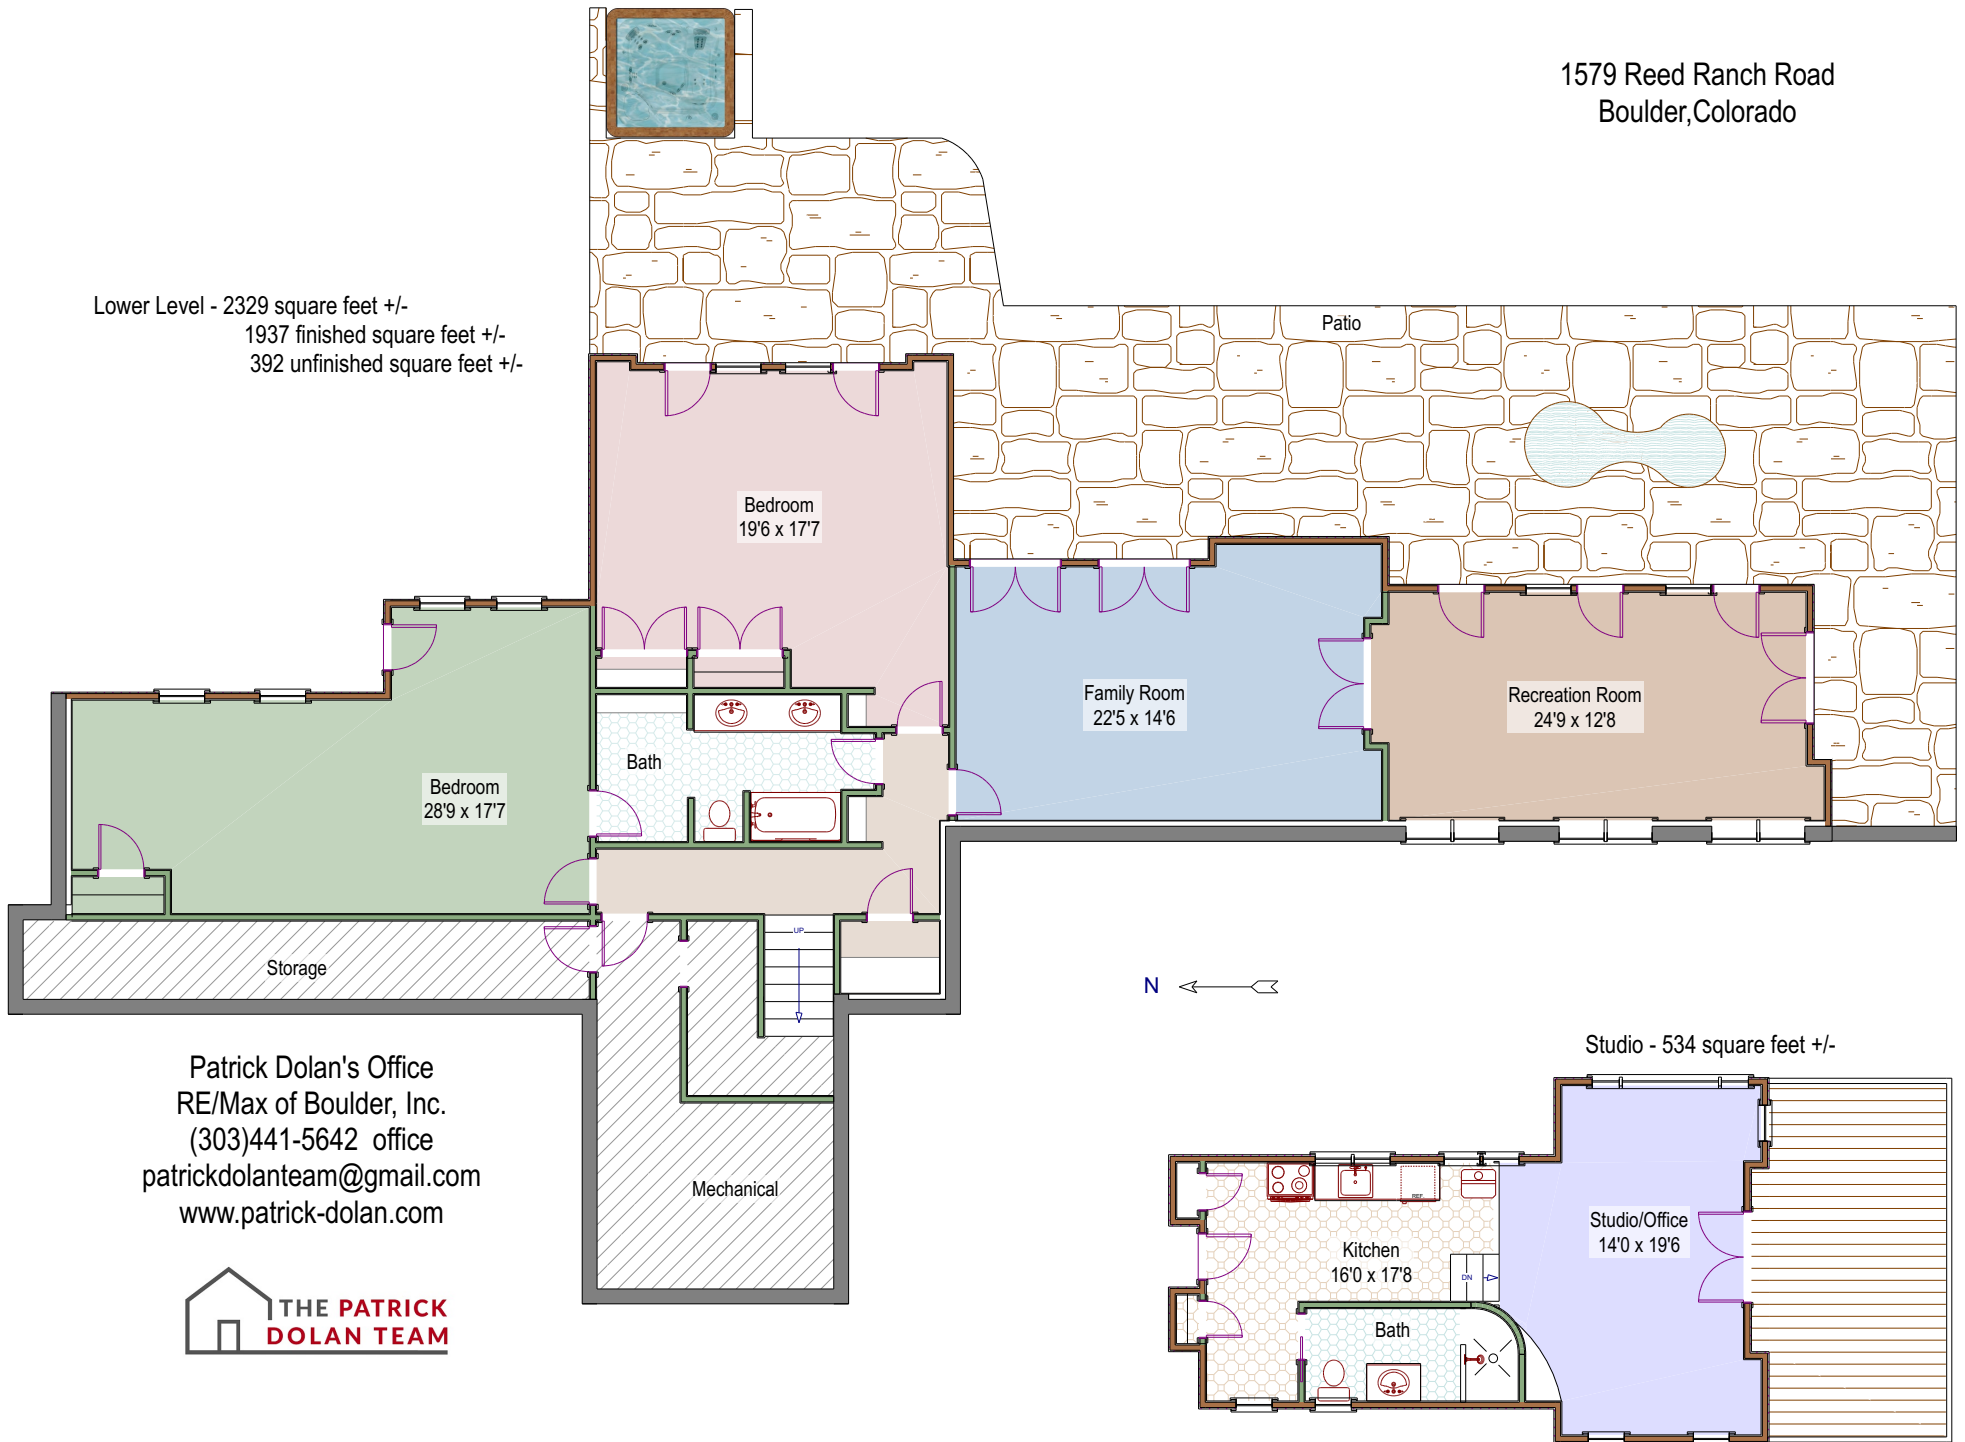 1579 Reed Ranch Road
Boulder,Colorado
Lower Level - 2329 square feet +/-
1937 finished square feet +/-
392 unfinished square feet +/-
Patio
Bedroom
19'6 x 17'7
Family Room
22'5 x 14'6
Recreation Room
24'9 x 12'8
Bath
Bedroom
28'9 x 17'7
UP
Storage
N
Mechanical
Patrick Dolan's Office
RE/Max of Boulder, Inc.
(303)441-5642 office
patrickdolanteam@gmail.com
www.patrick-dolan.com
THE PATRICK
DOLAN TEAM
Studio - 534 square feet +/-
REF.
Studio/Office
14'0 x 19'6
Kitchen
16'0 x 17'8
DN
Bath